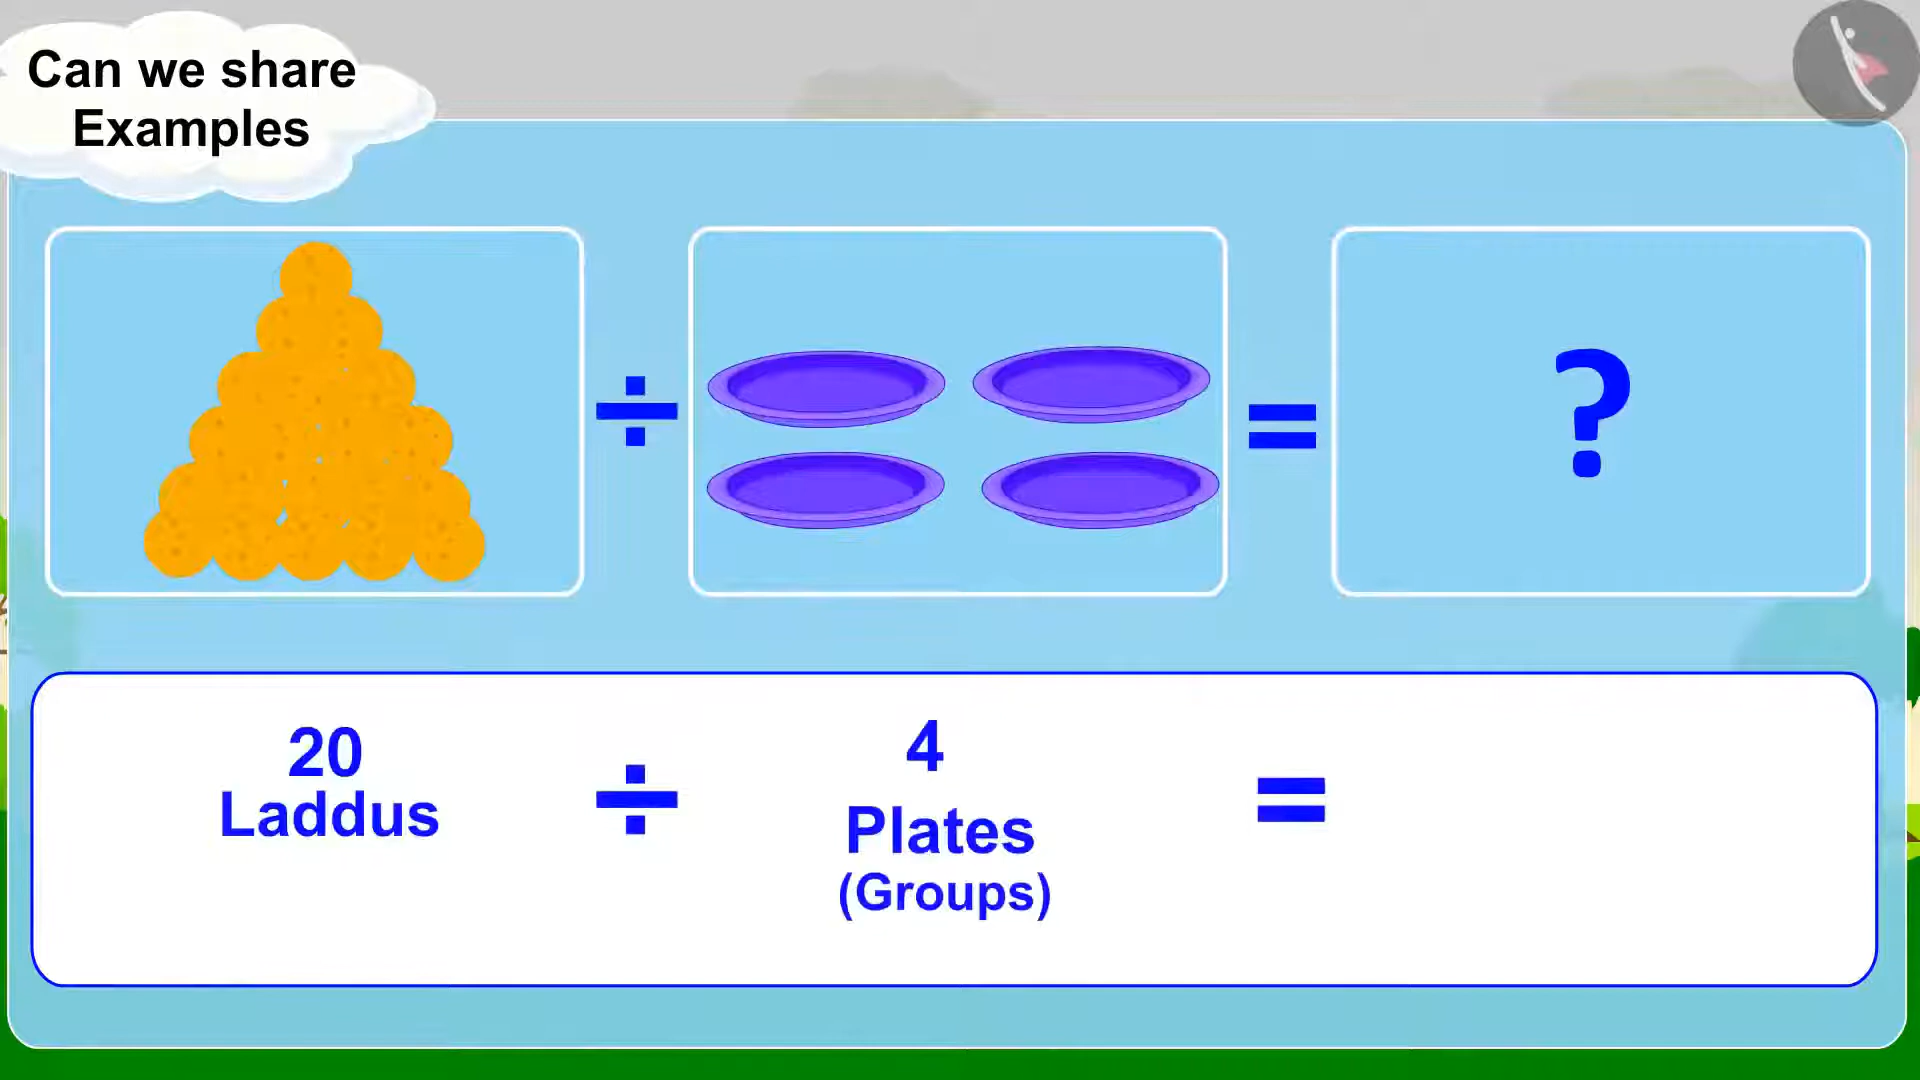 Can we share
Examples
÷ = ?
20 ÷ 4 =
Laddus Plates
(Groups)